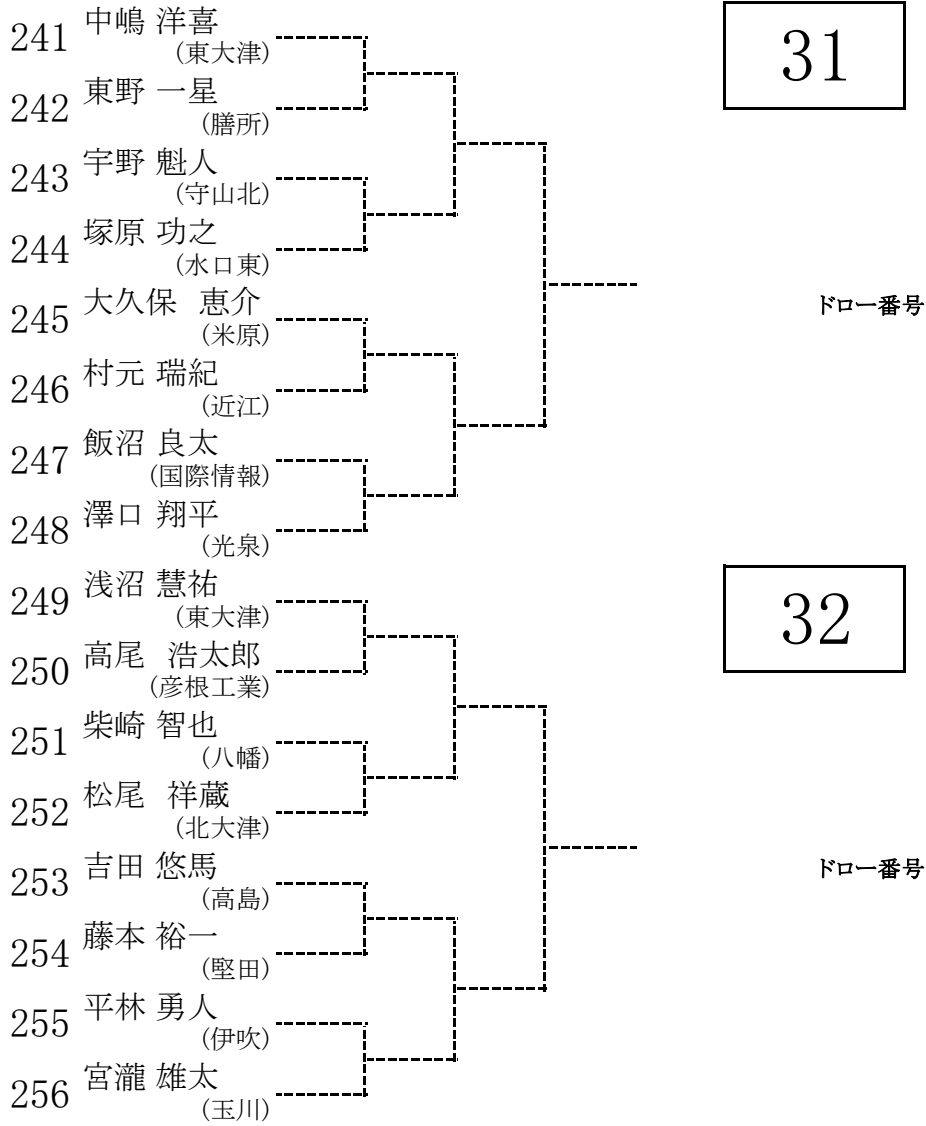 241 中嶋 洋喜
(東大津)
31
242 東野 一星
(膳所)
243 宇野 魁人
(守山北)
244 塚原 功之
(水口東)
245 大久保 恵介
(米原)
ドロー番号
246 村元 瑞紀
(近江)
247 飯沼 良太
(国際情報)
248 澤口 翔平
(光泉)
249 浅沼 慧祐
(東大津)
32
250 高尾 浩太郎
(彦根工業)
251 柴崎 智也
(八幡)
252 松尾 祥蔵
(北大津)
253 吉田 悠馬
(高島)
ドロー番号
254 藤本 裕一
(堅田)
255 平林 勇人
(伊吹)
256 宮瀧 雄太
(玉川)